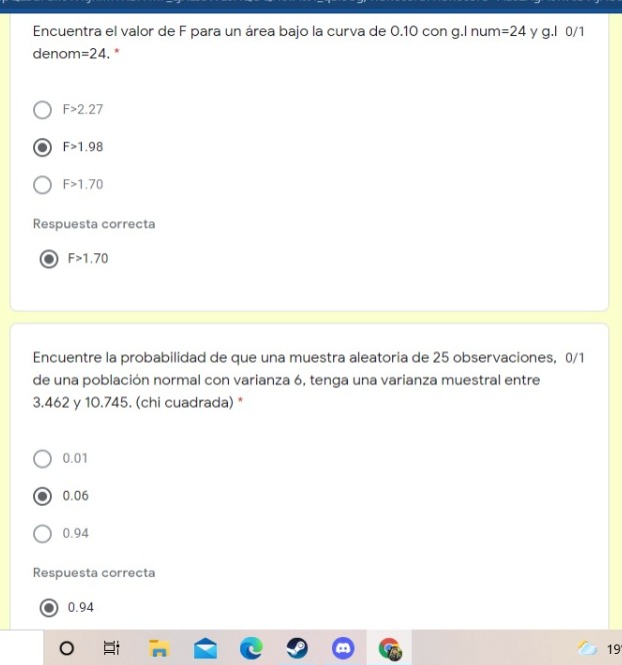 Encuentra el valor de F para un área bajo la curva de 0.10 con g.l num=24 y g.l 0/1
denom=24. *
F>2.27
F>1.98
F>1.70
Respuesta correcta
F>1.70
Encuentre la probabilidad de que una muestra aleatoria de 25 observaciones, 0/1
de una población normal con varianza 6, tenga una varianza muestral entre
3.462 y 10.745. (chi cuadrada) *
0.01
0.06
0.94
Respuesta correcta
0.94
19°